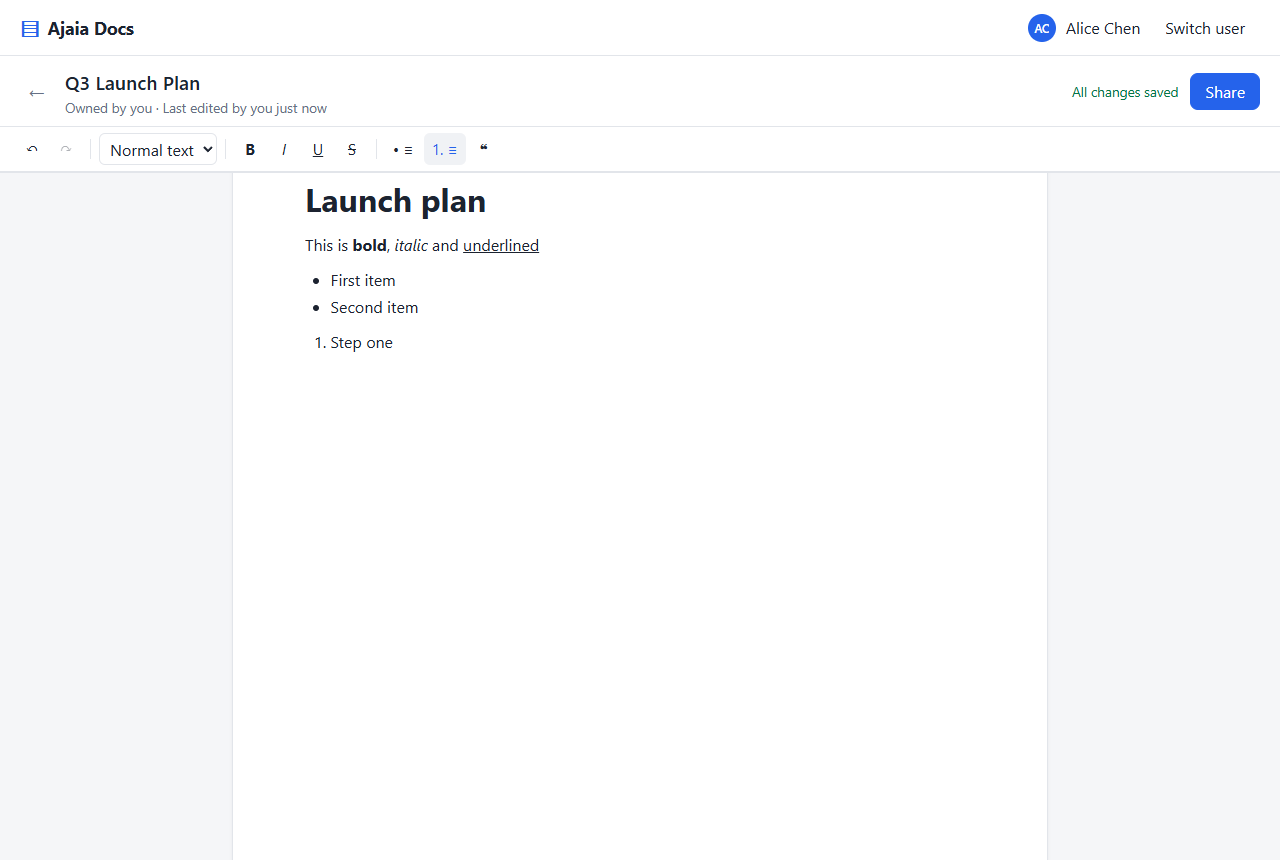 Ajaia Docs
AC Alice Chen Switch user
← Q3 Launch Plan
Owned by you · Last edited by you just now
All changes saved Share
Normal text B I U S • ≡ 1. ≡ ❝
Launch plan
This is bold, italic and underlined
• First item
• Second item
1. Step one